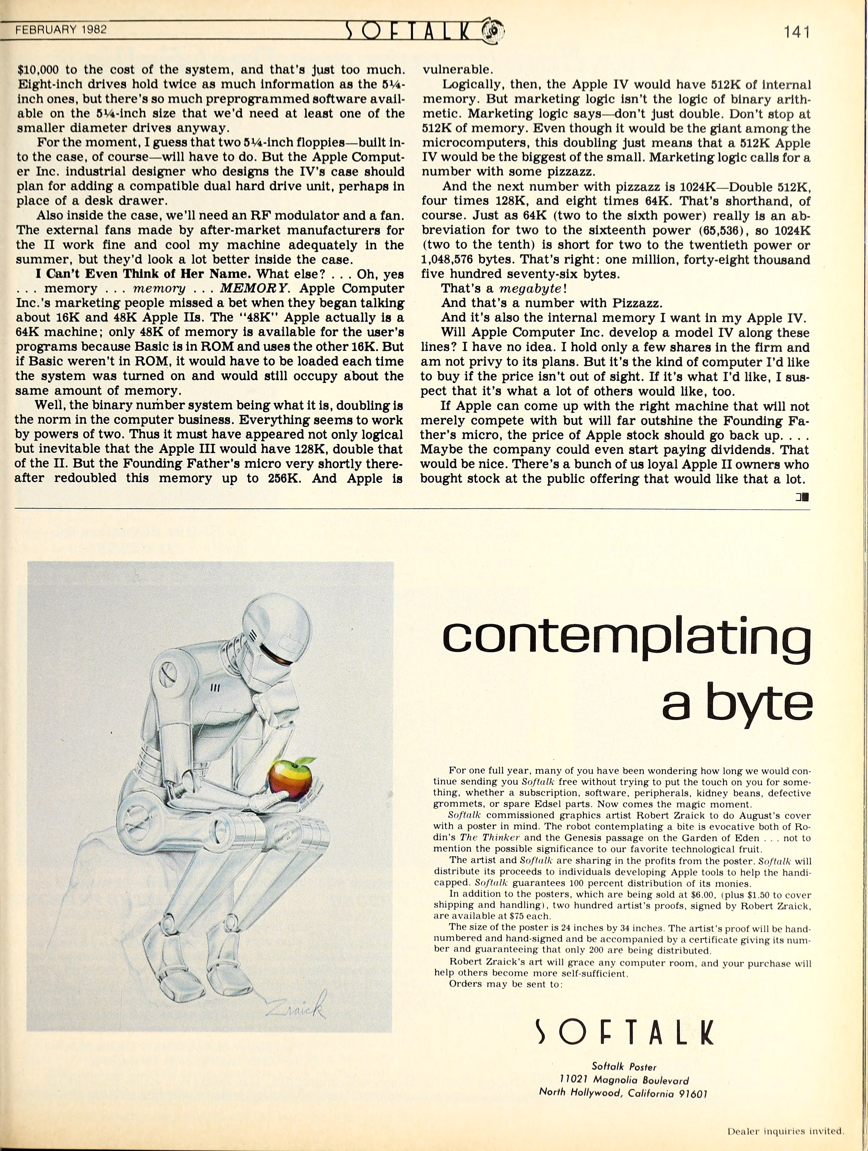 FEBRUARY 1982
SOFTALK
141
$10,000 to the cost of the system, and that's just too much.
Eight-inch drives hold twice as much information as the 5¼-
inch ones, but there's so much preprogrammed software avail-
able on the 5¼-inch size that we'd need at least one of the
smaller diameter drives anyway.
For the moment, I guess that two 5¼-inch floppies—built in-
to the case, of course—will have to do. But the Apple Comput-
er Inc. industrial designer who designs the IV's case should
plan for adding a compatible dual hard drive unit, perhaps in
place of a desk drawer.
Also inside the case, we'll need an RF modulator and a fan.
The external fans made by after-market manufacturers for
the II work fine and cool my machine adequately in the
summer, but they'd look a lot better inside the case.
I Can't Even Think of Her Name. What else? . . . Oh, yes
. . . memory . . . memory . . . MEMORY. Apple Computer
Inc.'s marketing people missed a bet when they began talking
about 16K and 48K Apple IIs. The "48K" Apple actually is a
64K machine; only 48K of memory is available for the user's
programs because Basic is in ROM and uses the other 16K. But
if Basic weren't in ROM, it would have to be loaded each time
the system was turned on and would still occupy about the
same amount of memory.
Well, the binary number system being what it is, doubling is
the norm in the computer business. Everything seems to work
by powers of two. Thus it must have appeared not only logical
but inevitable that the Apple III would have 128K, double that
of the II. But the Founding Father's micro very shortly there-
after redoubled this memory up to 256K. And Apple is
vulnerable.
Logically, then, the Apple IV would have 512K of internal
memory. But marketing logic isn't the logic of binary arith-
metic. Marketing logic says—don't just double. Don't stop at
512K of memory. Even though it would be the giant among the
microcomputers, this doubling just means that a 512K Apple
IV would be the biggest of the small. Marketing logic calls for a
number with some pizzazz.
And the next number with pizzazz is 1024K—Double 512K,
four times 128K, and eight times 64K. That's shorthand, of
course. Just as 64K (two to the sixth power) really is an ab-
breviation for two to the sixteenth power (65,536), so 1024K
(two to the tenth) is short for two to the twentieth power or
1,048,576 bytes. That's right: one million, forty-eight thousand
five hundred seventy-six bytes.
That's a megabyte!
And that's a number with Pizzazz.
And it's also the internal memory I want in my Apple IV.
Will Apple Computer Inc. develop a model IV along these
lines? I have no idea. I hold only a few shares in the firm and
am not privy to its plans. But it's the kind of computer I'd like
to buy if the price isn't out of sight. If it's what I'd like, I sus-
pect that it's what a lot of others would like, too.
If Apple can come up with the right machine that will not
merely compete with but will far outshine the Founding Fa-
ther's micro, the price of Apple stock should go back up. . . .
Maybe the company could even start paying dividends. That
would be nice. There's a bunch of us loyal Apple II owners who
bought stock at the public offering that would like that a lot.
Zraick
contemplating
a byte
For one full year, many of you have been wondering how long we would con-
tinue sending you Softalk free without trying to put the touch on you for some-
thing, whether a subscription, software, peripherals, kidney beans, defective
grommets, or spare Edsel parts. Now comes the magic moment.
Softalk commissioned graphics artist Robert Zraick to do August's cover
with a poster in mind. The robot contemplating a bite is evocative both of Ro-
din's The Thinker and the Genesis passage on the Garden of Eden . . . not to
mention the possible significance to our favorite technological fruit.
The artist and Softalk are sharing in the profits from the poster. Softalk will
distribute its proceeds to individuals developing Apple tools to help the handi-
capped. Softalk guarantees 100 percent distribution of its monies.
In addition to the posters, which are being sold at $6.00, (plus $1.50 to cover
shipping and handling), two hundred artist's proofs, signed by Robert Zraick,
are available at $75 each.
The size of the poster is 24 inches by 34 inches. The artist's proof will be hand-
numbered and hand-signed and be accompanied by a certificate giving its num-
ber and guaranteeing that only 200 are being distributed.
Robert Zraick's art will grace any computer room, and your purchase will
help others become more self-sufficient.
Orders may be sent to:
SOFTALK
Softalk Poster
11021 Magnolia Boulevard
North Hollywood, California 91601
Dealer inquiries invited.